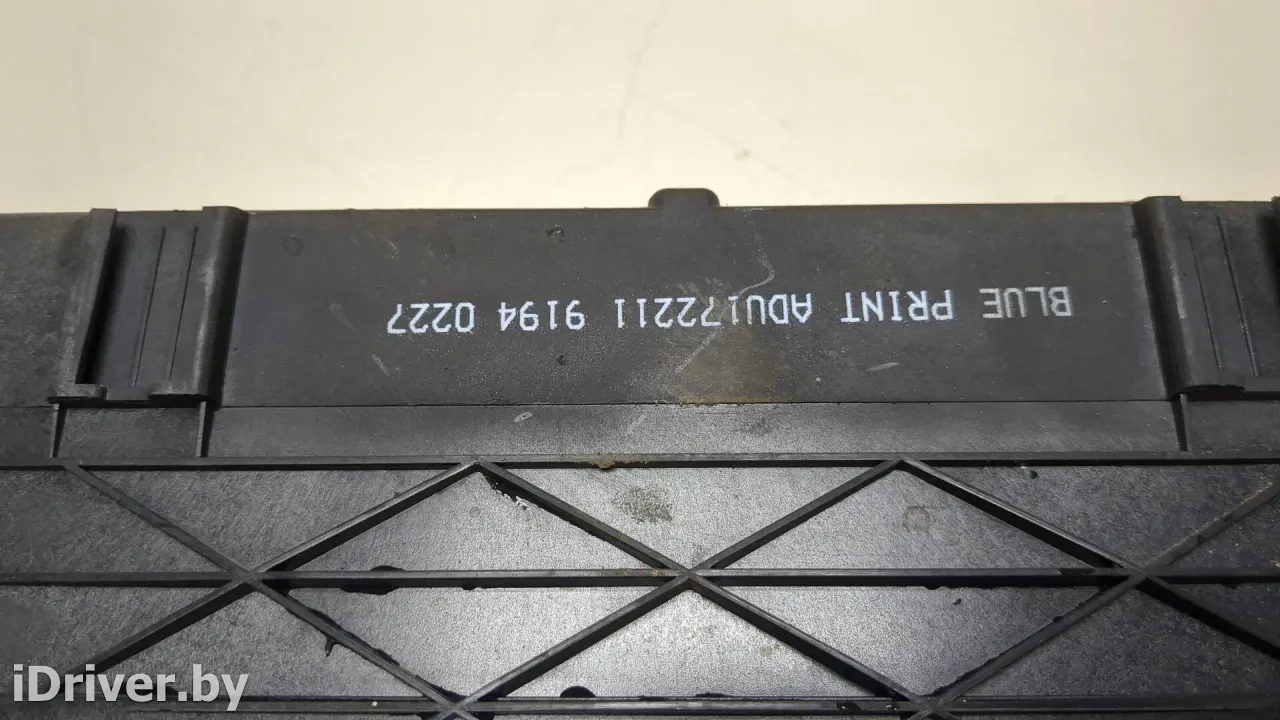 BLUE PRINT ADU172211 9194 0227
iDriver.by